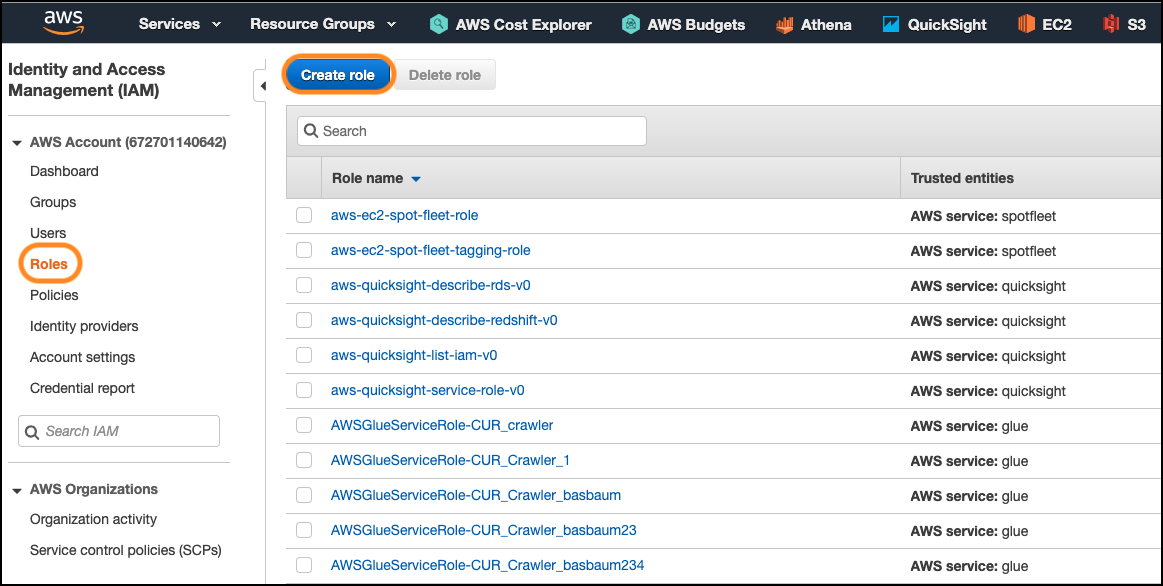 aws
Services
Resource Groups
AWS Cost Explorer
AWS Budgets
Athena
QuickSight
EC2
S3
Identity and Access
Management (IAM)
AWS Account (672701140642)
Dashboard
Groups
Users
Roles
Policies
Identity providers
Account settings
Credential report
Search IAM
AWS Organizations
Organization activity
Service control policies (SCPs)
Create role
Delete role
Search
Role name
Trusted entities
aws-ec2-spot-fleet-role
AWS service: spotfleet
aws-ec2-spot-fleet-tagging-role
AWS service: spotfleet
aws-quicksight-describe-rds-v0
AWS service: quicksight
aws-quicksight-describe-redshift-v0
AWS service: quicksight
aws-quicksight-list-iam-v0
AWS service: quicksight
aws-quicksight-service-role-v0
AWS service: quicksight
AWSGlueServiceRole-CUR_crawler
AWS service: glue
AWSGlueServiceRole-CUR_Crawler_1
AWS service: glue
AWSGlueServiceRole-CUR_Crawler_basbaum
AWS service: glue
AWSGlueServiceRole-CUR_Crawler_basbaum23
AWS service: glue
AWSGlueServiceRole-CUR_Crawler_basbaum234
AWS service: glue